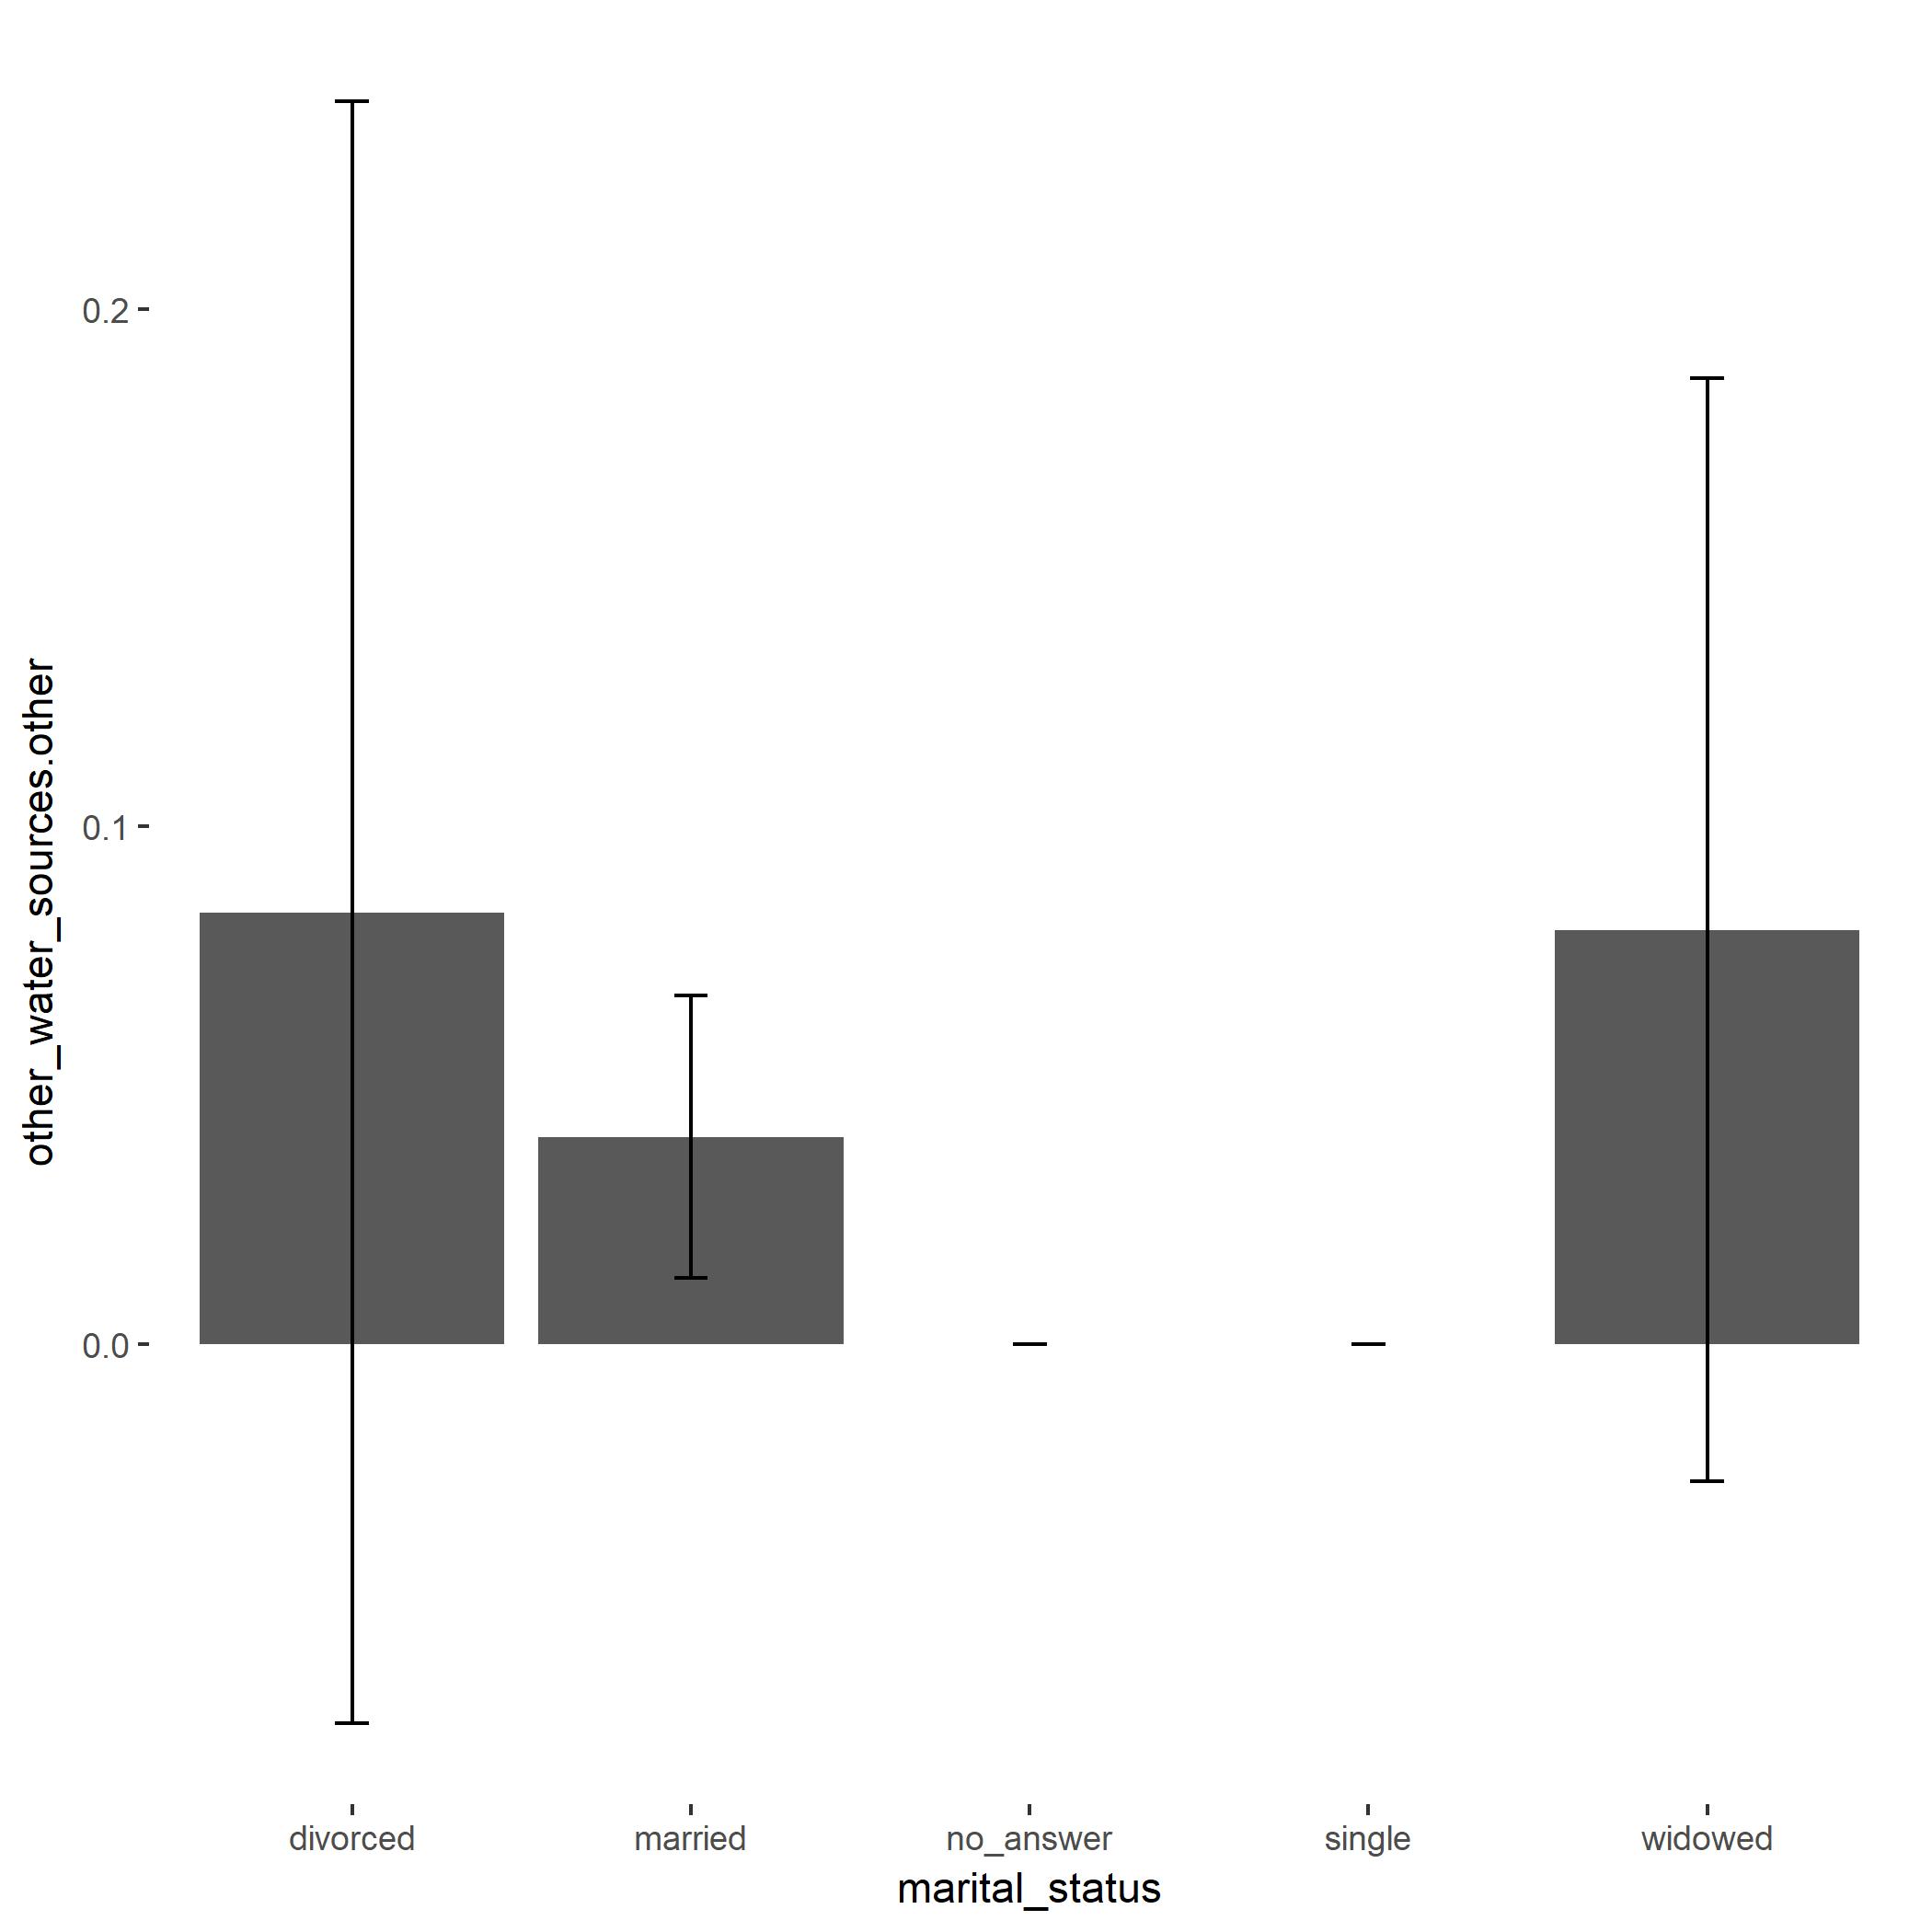 other_water_sources.other
0.2
0.1
0.0
divorced married no_answer single widowed
marital_status